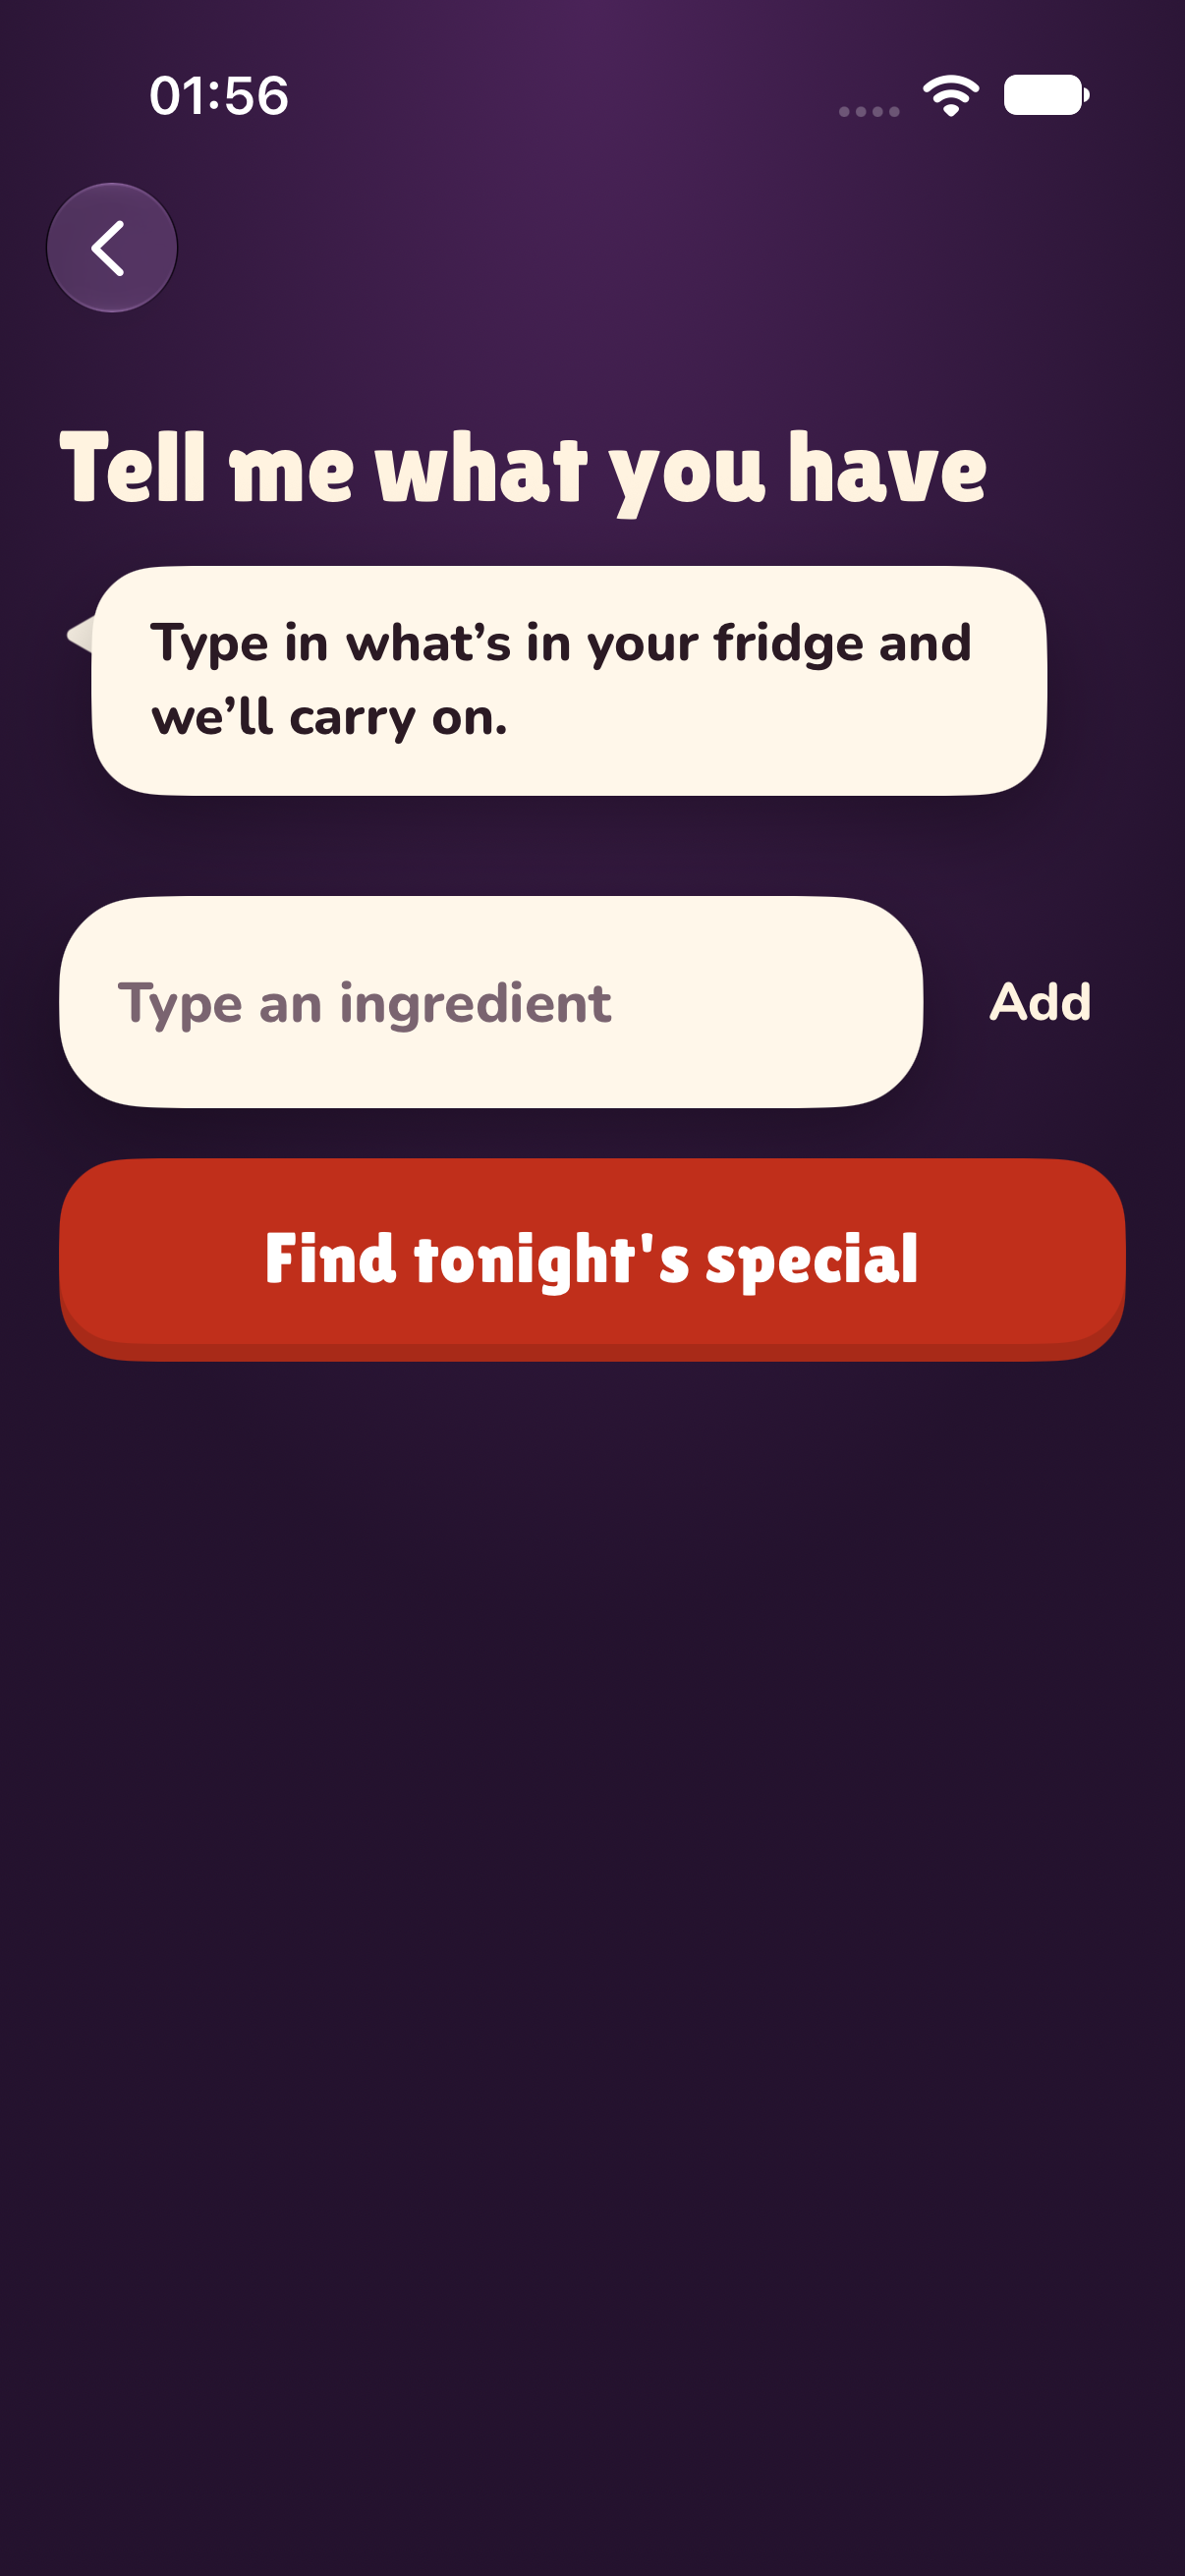 01:56
Tell me what you have
Type in what’s in your fridge and
we’ll carry on.
Type an ingredient
Add
Find tonight's special